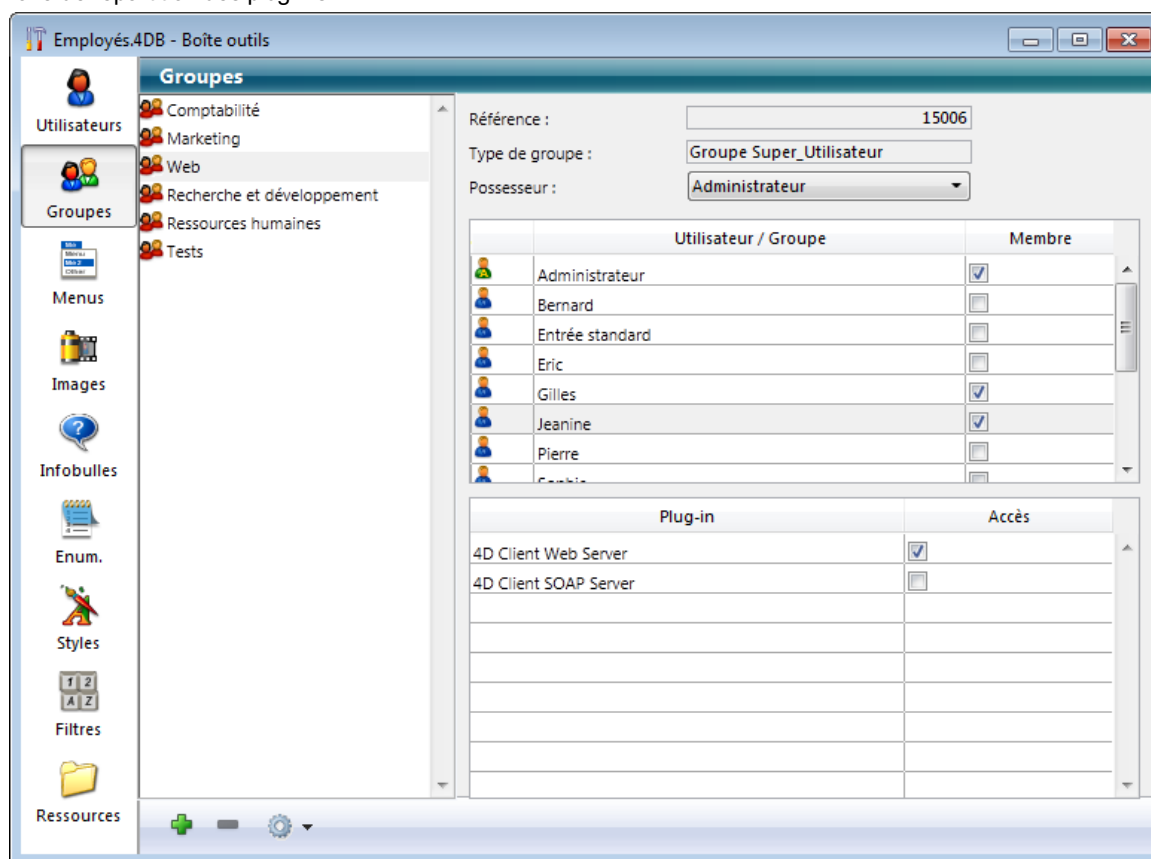 Employés.4DB - Boîte outils
Groupes
Utilisateurs
Groupes
Menus
Images
Infobulles
Enum.
Styles
Filtres
Ressources
Comptabilité
Marketing
Web
Recherche et développement
Ressources humaines
Tests
Référence : 15006
Type de groupe : Groupe Super_Utilisateur
Possesseur : Administrateur
Utilisateur / Groupe Membre
Administrateur
Bernard
Entrée standard
Eric
Gilles
Jeanine
Pierre
Plug-in Accès
4D Client Web Server
4D Client SOAP Server